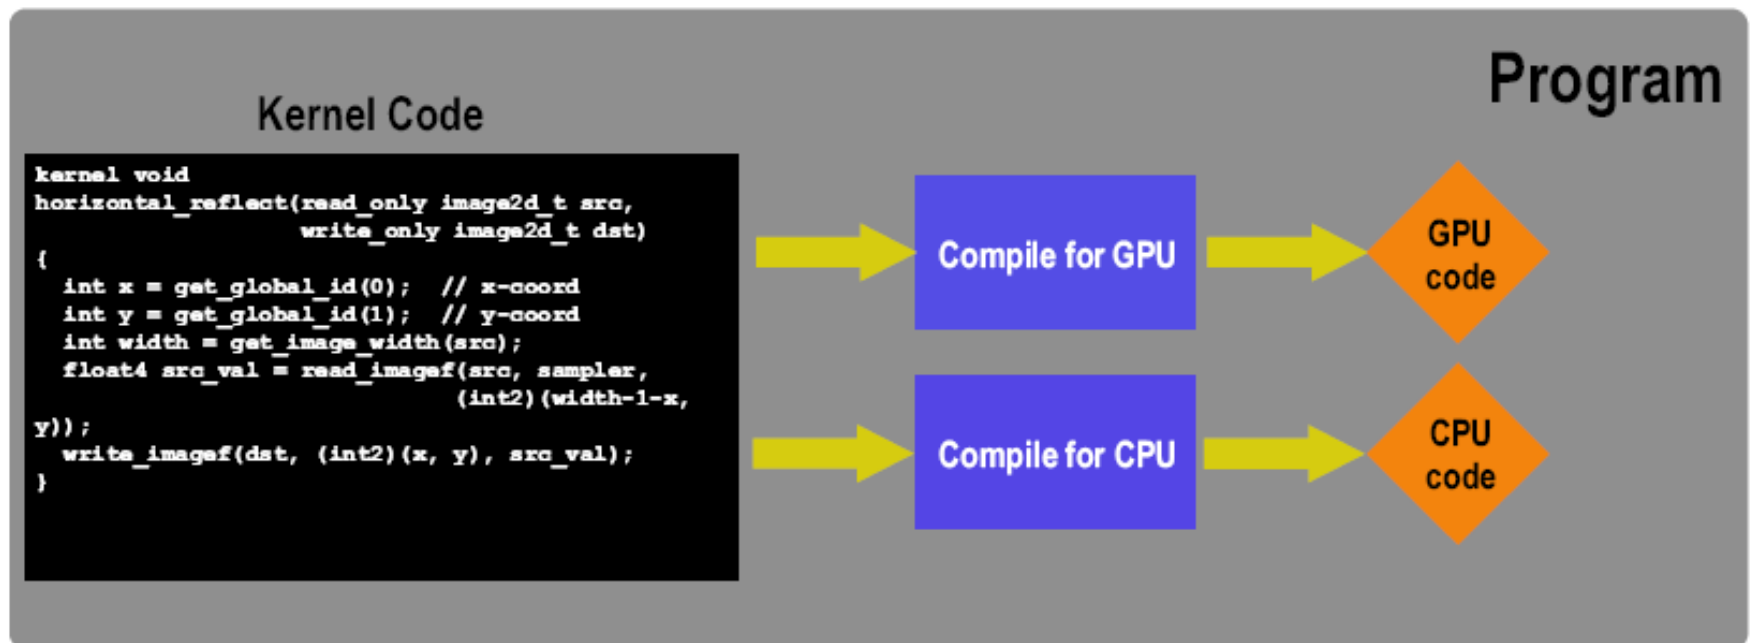 Program
Kernel Code
kernel void
horizontal_reflect(read_only image2d_t src,
                   write_only image2d_t dst)
{
  int x = get_global_id(0);  // x-coord
  int y = get_global_id(1);  // y-coord
  int width = get_image_width(src);
  float4 src_val = read_imagef(src, sampler,
                              (int2)(width-1-x,
y));
  write_imagef(dst, (int2)(x, y), src_val);
}
Compile for GPU
GPU
code
Compile for CPU
CPU
code